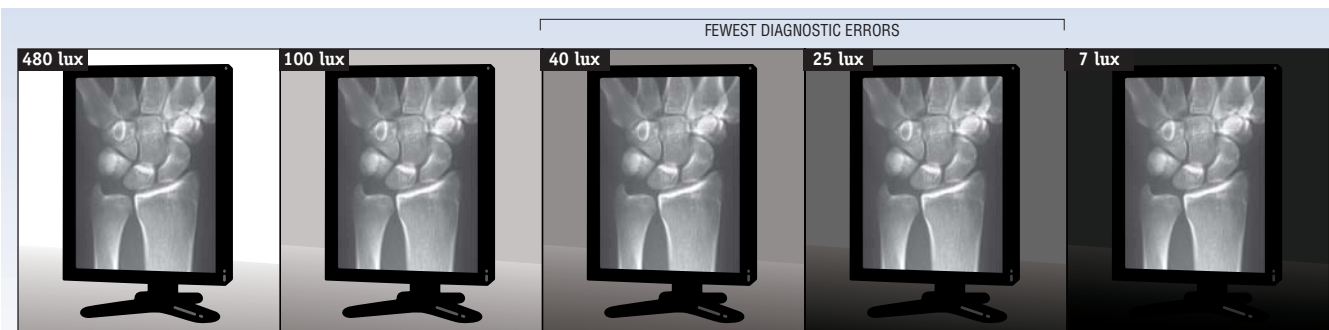 FEWEST DIAGNOSTIC ERRORS
480 lux
100 lux
40 lux
25 lux
7 lux